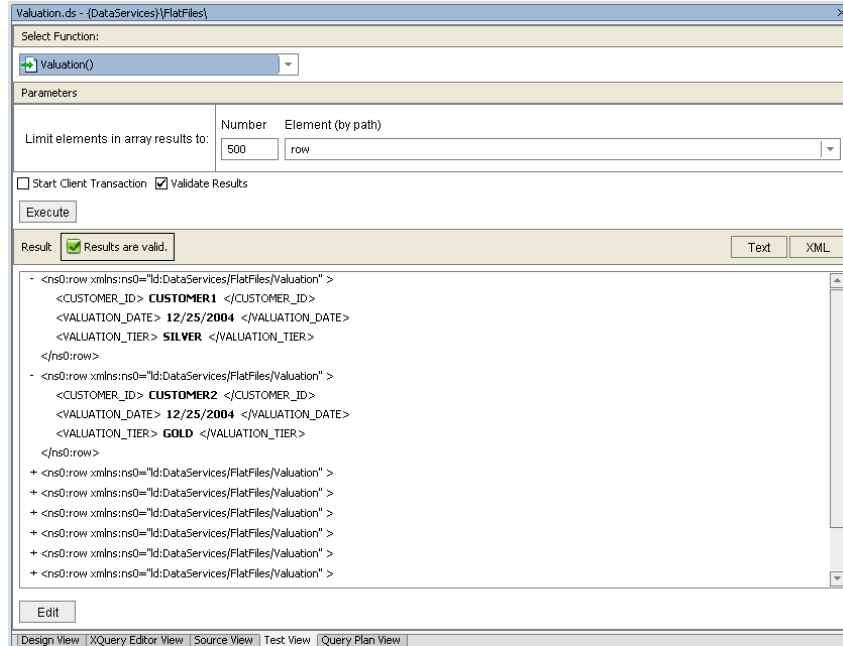 Valuation.ds - {DataServices}\FlatFiles\
Select Function:
Valuation()
Parameters
Limit elements in array results to:
Number Element (by path)
500 row
Start Client Transaction Validate Results
Execute
Result Results are valid. Text XML
- <ns0:row xmlns:ns0="ld:DataServices/FlatFiles/Valuation" >
<CUSTOMER_ID> CUSTOMER1 </CUSTOMER_ID>
<VALUATION_DATE> 12/25/2004 </VALUATION_DATE>
<VALUATION_TIER> SILVER </VALUATION_TIER>
</ns0:row>
- <ns0:row xmlns:ns0="ld:DataServices/FlatFiles/Valuation" >
<CUSTOMER_ID> CUSTOMER2 </CUSTOMER_ID>
<VALUATION_DATE> 12/25/2004 </VALUATION_DATE>
<VALUATION_TIER> GOLD </VALUATION_TIER>
</ns0:row>
+ <ns0:row xmlns:ns0="ld:DataServices/FlatFiles/Valuation" >
+ <ns0:row xmlns:ns0="ld:DataServices/FlatFiles/Valuation" >
+ <ns0:row xmlns:ns0="ld:DataServices/FlatFiles/Valuation" >
+ <ns0:row xmlns:ns0="ld:DataServices/FlatFiles/Valuation" >
+ <ns0:row xmlns:ns0="ld:DataServices/FlatFiles/Valuation" >
+ <ns0:row xmlns:ns0="ld:DataServices/FlatFiles/Valuation" >
Edit
Design View XQuery Editor View Source View Test View Query Plan View